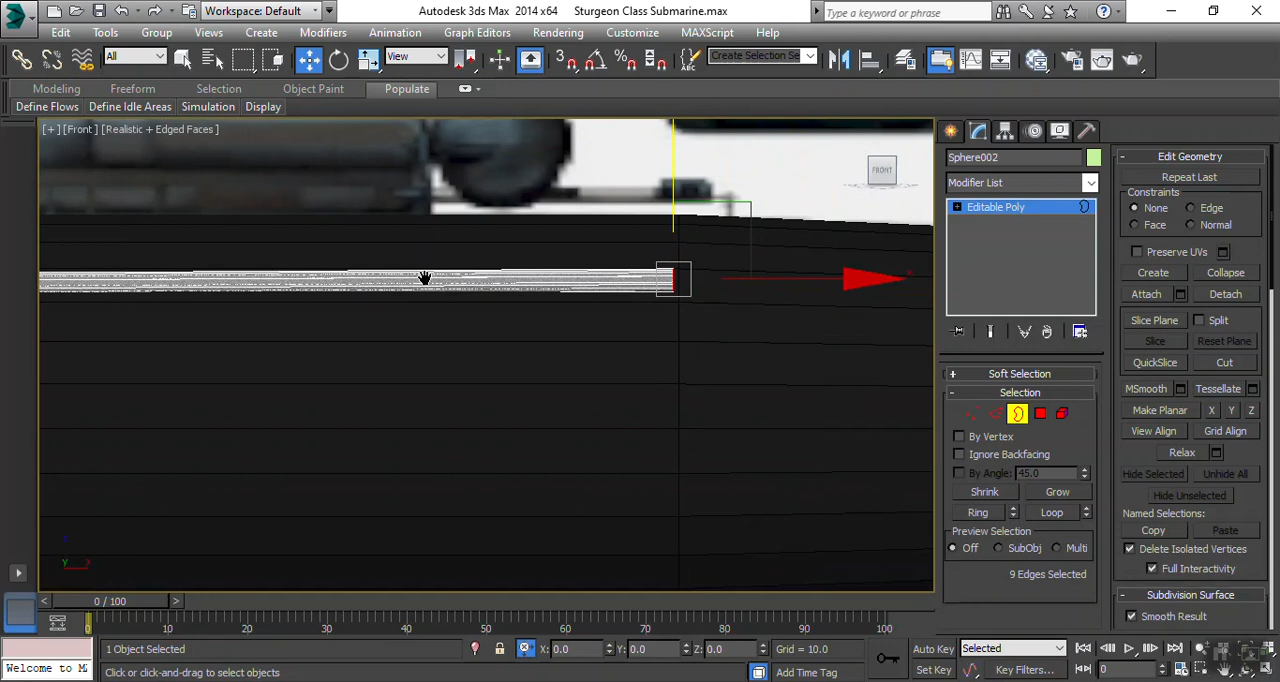 Workspace: Default
Autodesk 3ds Max 2014 x64
Sturgeon Class Submarine.max
Type a keyword or phrase
Edit
Tools
Group
Views
Create
Modifiers
Animation
Graph Editors
Rendering
Customize
MAXScript
Help
All
View
3
Create Selection Se
Modeling
Freeform
Selection
Object Paint
Populate
Define Flows
Define Idle Areas
Simulation
Display
[+] [Front ] [Realistic + Edged Faces ]
FRONT
x
z
y
x
Sphere002
Modifier List
Editable Poly
Soft Selection
Selection
By Vertex
Ignore Backfacing
By Angle: 45.0
Shrink
Grow
Ring
Loop
Preview Selection
Off
SubObj
Multi
9 Edges Selected
Edit Geometry
Repeat Last
Constraints
None
Edge
Face
Normal
Preserve UVs
Create
Collapse
Attach
Detach
Slice Plane
Split
Slice
Reset Plane
QuickSlice
Cut
MSmooth
Tessellate
Make Planar
X
Y
Z
View Align
Grid Align
Relax
Hide Selected
Unhide All
Hide Unselected
Named Selections:
Copy
Paste
Delete Isolated Vertices
Full Interactivity
Subdivision Surface
Smooth Result
0 / 100
0 10 20 30 40 50 60 70 80 90 100
1 Object Selected
X: 0.0
Y: 0.0
Z: 0.0
Grid = 10.0
Auto Key
Selected
Welcome to M
Click or click-and-drag to select objects
Add Time Tag
Set Key
Key Filters...
0